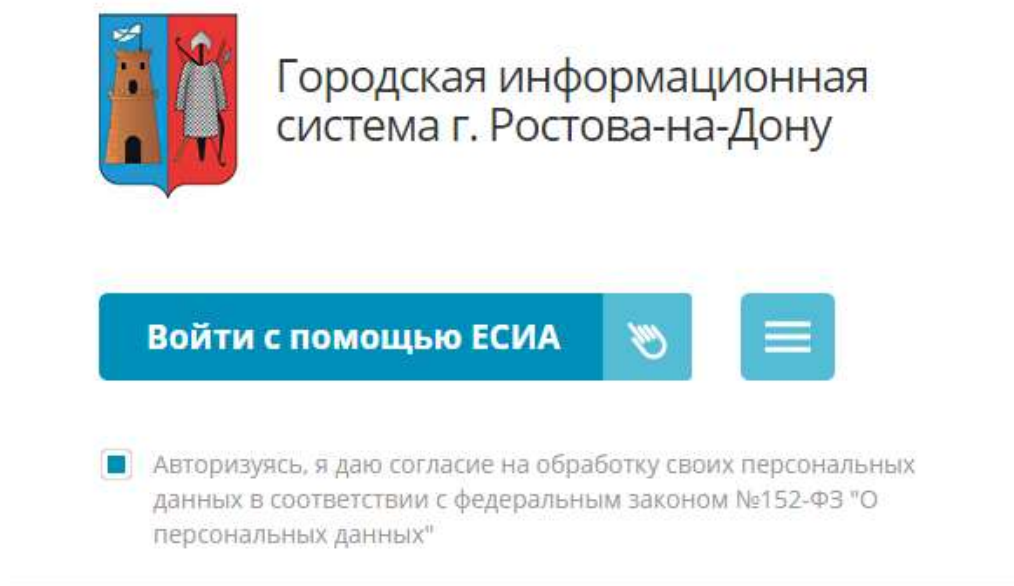 Городская информационная
система г. Ростова-на-Дону
Войти с помощью ЕСИА
Авторизуясь, я даю согласие на обработку своих персональных
данных в соответствии с федеральным законом №152-ФЗ "О
персональных данных"